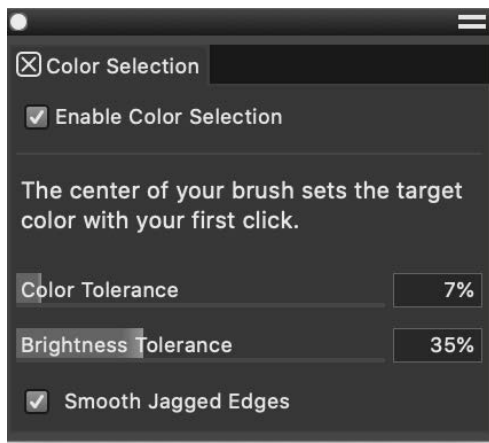 Color Selection
Enable Color Selection
The center of your brush sets the target
color with your first click.
Color Tolerance 7%
Brightness Tolerance 35%
Smooth Jagged Edges